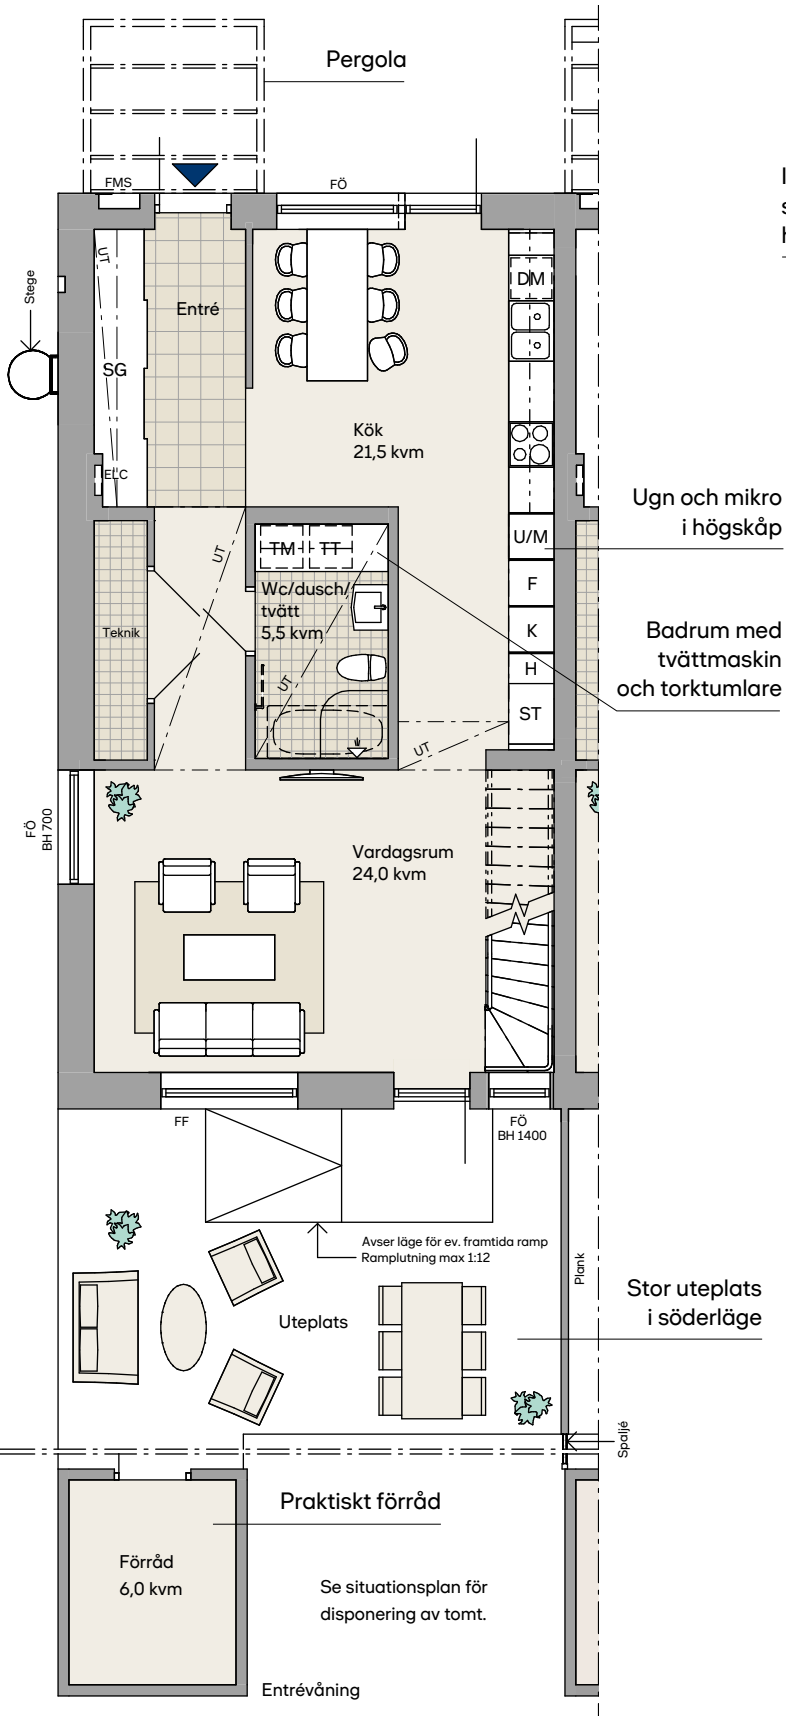 Pergola
FMS
FÖ
UT
Stege
Entré
DM
SG
Kök
21,5 kvm
ELC
Ugn och mikro
i högskåp
U/M
UT
TM
TT
F
Wc/dusch/
tvätt
5,5 kvm
Teknik
K
Badrum med
tvättmaskin
och torktumlare
H
UT
ST
UT
FÖ
BH 700
Vardagsrum
24,0 kvm
FF
FÖ
BH 1400
Avser läge för ev. framtida ramp
Ramplutning max 1:12
Plank
Uteplats
Stor uteplats
i söderläge
Spaljé
Praktiskt förråd
Förråd
6,0 kvm
Se situationsplan för
disponering av tomt.
Entrévåning